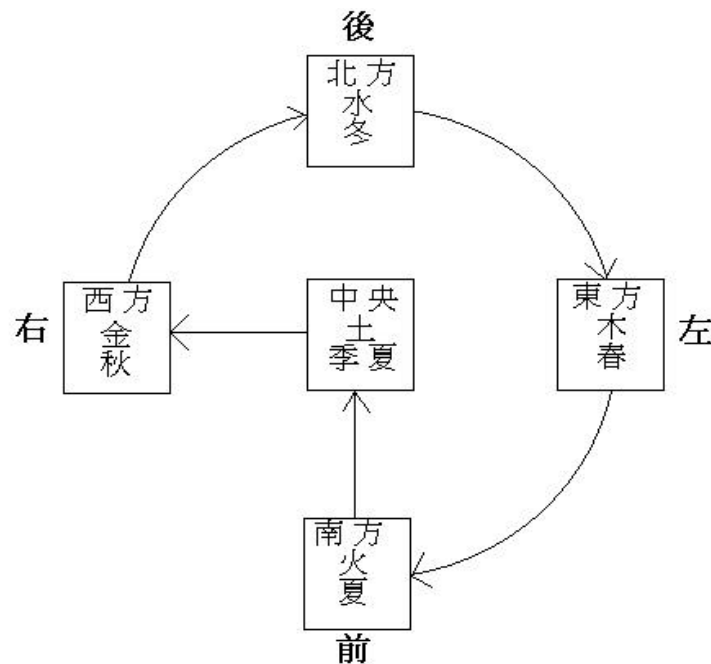 後
北方
水
冬
右
西方
金
秋
中央
土
季夏
東方
木
春
左
南方
火
夏
前